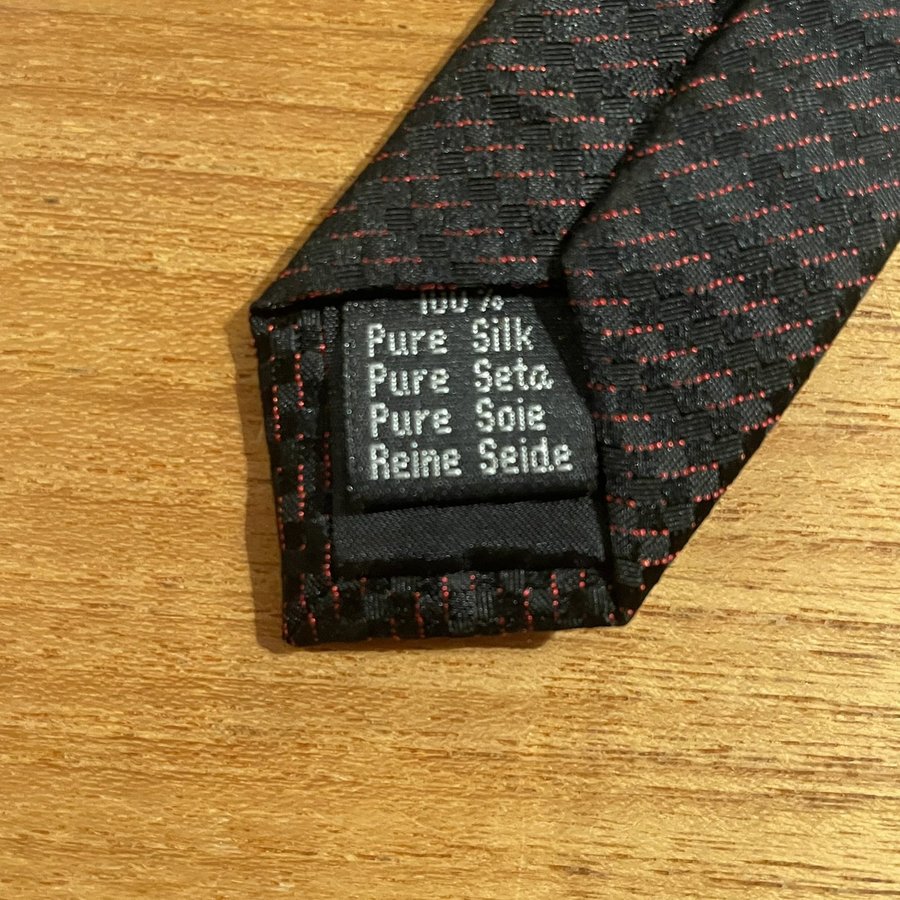 100%
Pure Silk
Pure Seta
Pure Soie
Reine Seide